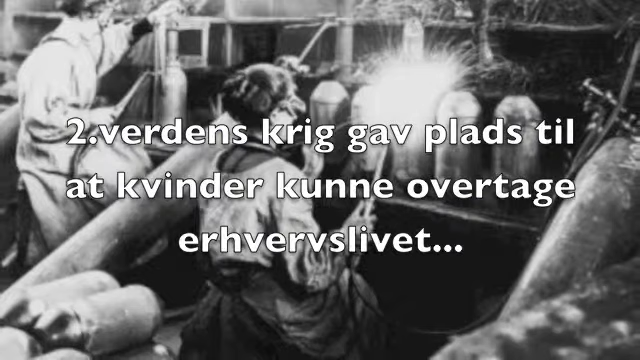 2.verdens krig gav plads til
at kvinder kunne overtage
erhvervslivet...